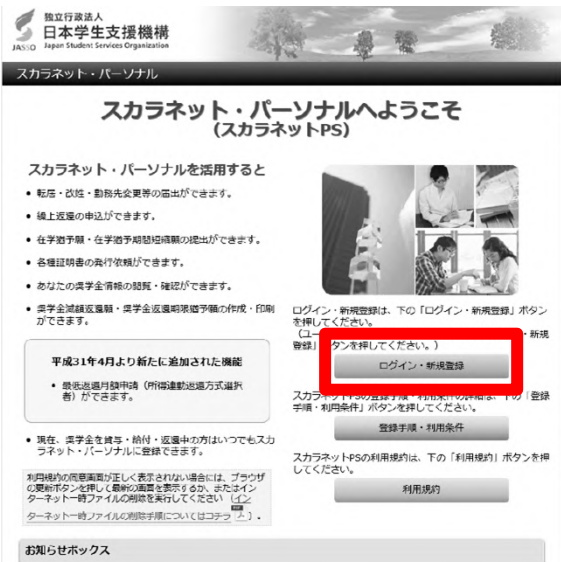 独立行政法人
日本学生支援機構
JASSO Japan Student Services Organization
スカラネット・パーソナル
スカラネット・パーソナルへようこそ
(スカラネットPS)
スカラネット・パーソナルを活用すると
• 転居・改姓・勤務先変更等の届出ができます。
• 繰上返還の申込ができます。
• 在学猶予願・在学猶予期間短縮願の提出ができます。
• 各種証明書の発行依頼ができます。
• あなたの奨学金情報の閲覧・確認ができます。
• 奨学金減額返還願・奨学金返還期限猶予願の作成・印刷
ができます。
平成31年4月より新たに追加された機能
• 最低返還月額申請（所得連動返還方式選択
者）ができます。
• 現在、奨学金を貸与・給付・返還中の方はいつでもスカ
ラネット・パーソナルに登録できます。
利用規約の同意画面が正しく表示されない場合には、ブラウザ
の更新ボタンを押して最新の画面を表示するか、またはイン
ターネット一時ファイルの削除を実行してください（イン
ターネット一時ファイルの削除手順についてはコチラ）。
ログイン・新規登録は、下の「ログイン・新規登録」ボタン
を押してください。
（ユー ・新規
登録」 タンを押してください。）
ログイン・新規登録
スカラネットPSの登録手順・利用条件の詳細は、下の「登録
手順・利用条件」ボタンを押してください。
登録手順・利用条件
スカラネットPSの利用規約は、下の「利用規約」ボタンを押
してください。
利用規約
お知らせボックス